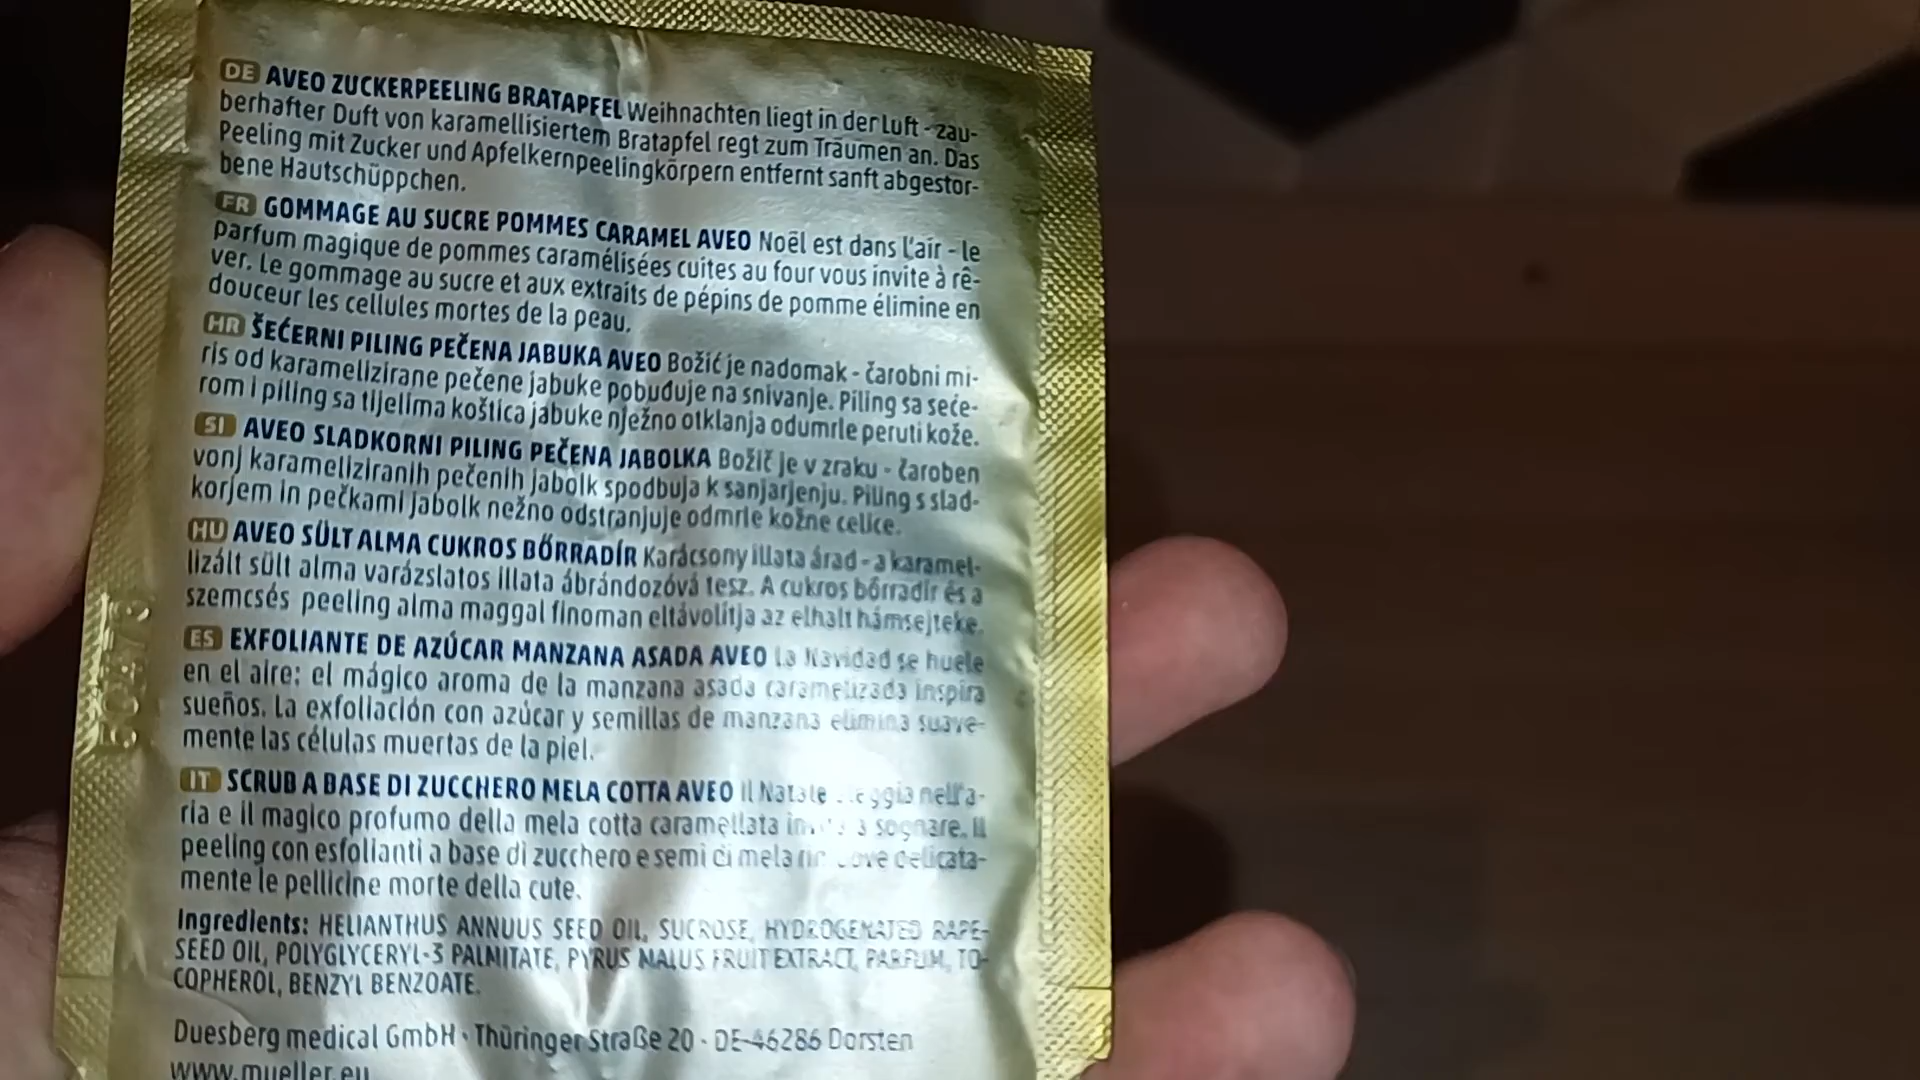 DE AVEO ZUCKERPEELING BRATAPFEL Weihnachten liegt in der Luft - zau-
berhafter Duft von karamellisiertem Bratapfel regt zum Träumen an. Das
Peeling mit Zucker und Apfelkernpeelingkörpern entfernt sanft abgestor-
bene Hautschüppchen.
FR GOMMAGE AU SUCRE POMMES CARAMEL AVEO Noël est dans l'air - le
parfum magique de pommes caramélisées cuites au four vous invite à rê-
ver. Le gommage au sucre et aux extraits de pépins de pomme élimine en
douceur les cellules mortes de la peau.
HR ŠEĆERNI PILING PEČENA JABUKA AVEO Božić je nadomak - čarobni mi-
ris od karamelizirane pečene jabuke pobuđuje na snivanje. Piling sa šeće-
rom i piling sa tijelima koštica jabuke nježno otklanja odumrle peruti kože.
SI AVEO SLADKORNI PILING PEČENA JABOLKA Božič je v zraku - čaroben
vonj karameliziranih pečenih jabolk spodbuja k sanjarjenju. Piling s slad-
korjem in pečkami jabolk nežno odstranjuje odmrle kožne celice.
HU AVEO SÜLT ALMA CUKROS BŐRRADÍR Karácsony illata árad - a karamel-
lizált sült alma varázslatos illata ábrándozóvá tesz. A cukros bőrradír és a
szemcsés peeling alma maggal finoman eltávolítja az elhalt hámsejteke.
ES EXFOLIANTE DE AZÚCAR MANZANA ASADA AVEO La Navidad se huele
en el aire; el mágico aroma de la manzana asada caramelizada inspira
sueños. La exfoliación con azúcar y semillas de manzana elimina suave-
mente las células muertas de la piel.
IT SCRUB A BASE DI ZUCCHERO MELA COTTA AVEO Il Natale nell'a-
ria e il magico profumo della mela cotta caramellata a sognare. Il
peeling con esfolianti a base di zucchero e semi di mela delicata-
mente le pellicine morte della cute.
Ingredients: HELIANTHUS ANNUUS SEED OIL, SUCROSE, HYDROGENATED RAPE-
SEED OIL, POLYGLYCERYL-3 PALMITATE, PYRUS MALUS FRUIT EXTRACT, PARFUM, TO-
COPHEROL, BENZYL BENZOATE.
Duesberg medical GmbH · Thüringer Straße 20 · DE-46286 Dorsten
www.mueller.eu